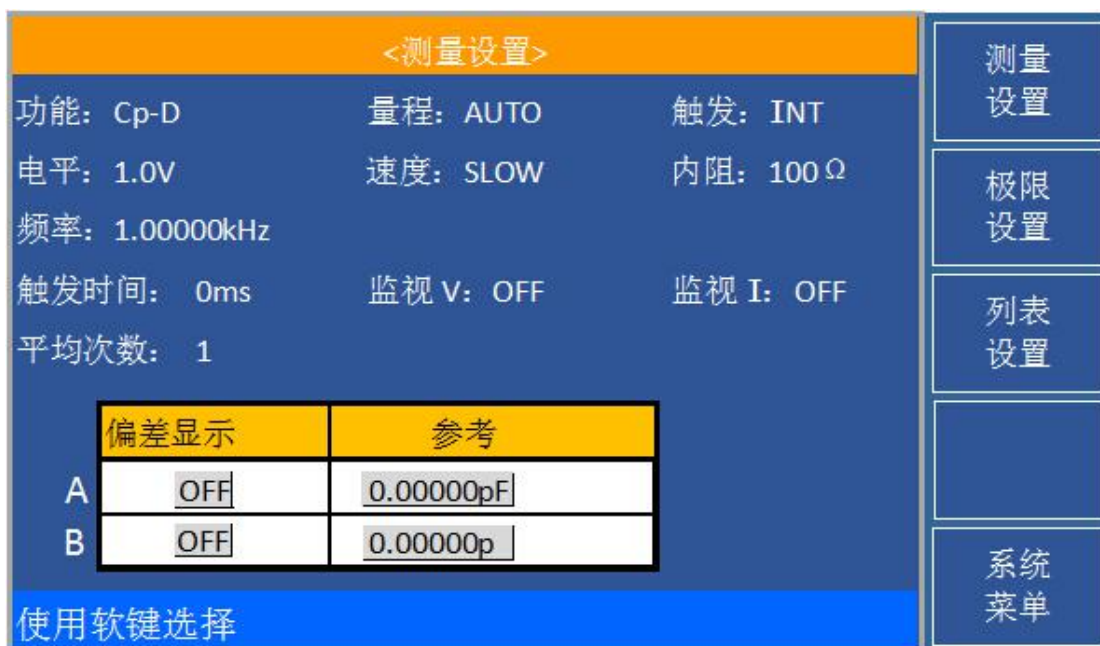 <测量设置>
功能：Cp-D 量程：AUTO 触发：INT
电平：1.0V 速度：SLOW 内阻：100Ω
频率：1.00000kHz
触发时间： 0ms 监视 V：OFF 监视 I：OFF
平均次数： 1
偏差显示 参考
A OFF 0.00000pF
B OFF 0.00000p
使用软键选择
测量
设置
极限
设置
列表
设置
系统
菜单